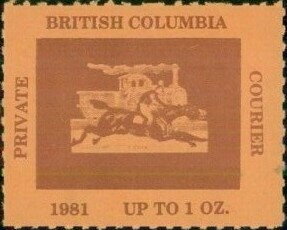 BRITISH COLUMBIA
PRIVATE
COURIER
1981 UP TO 1 OZ.